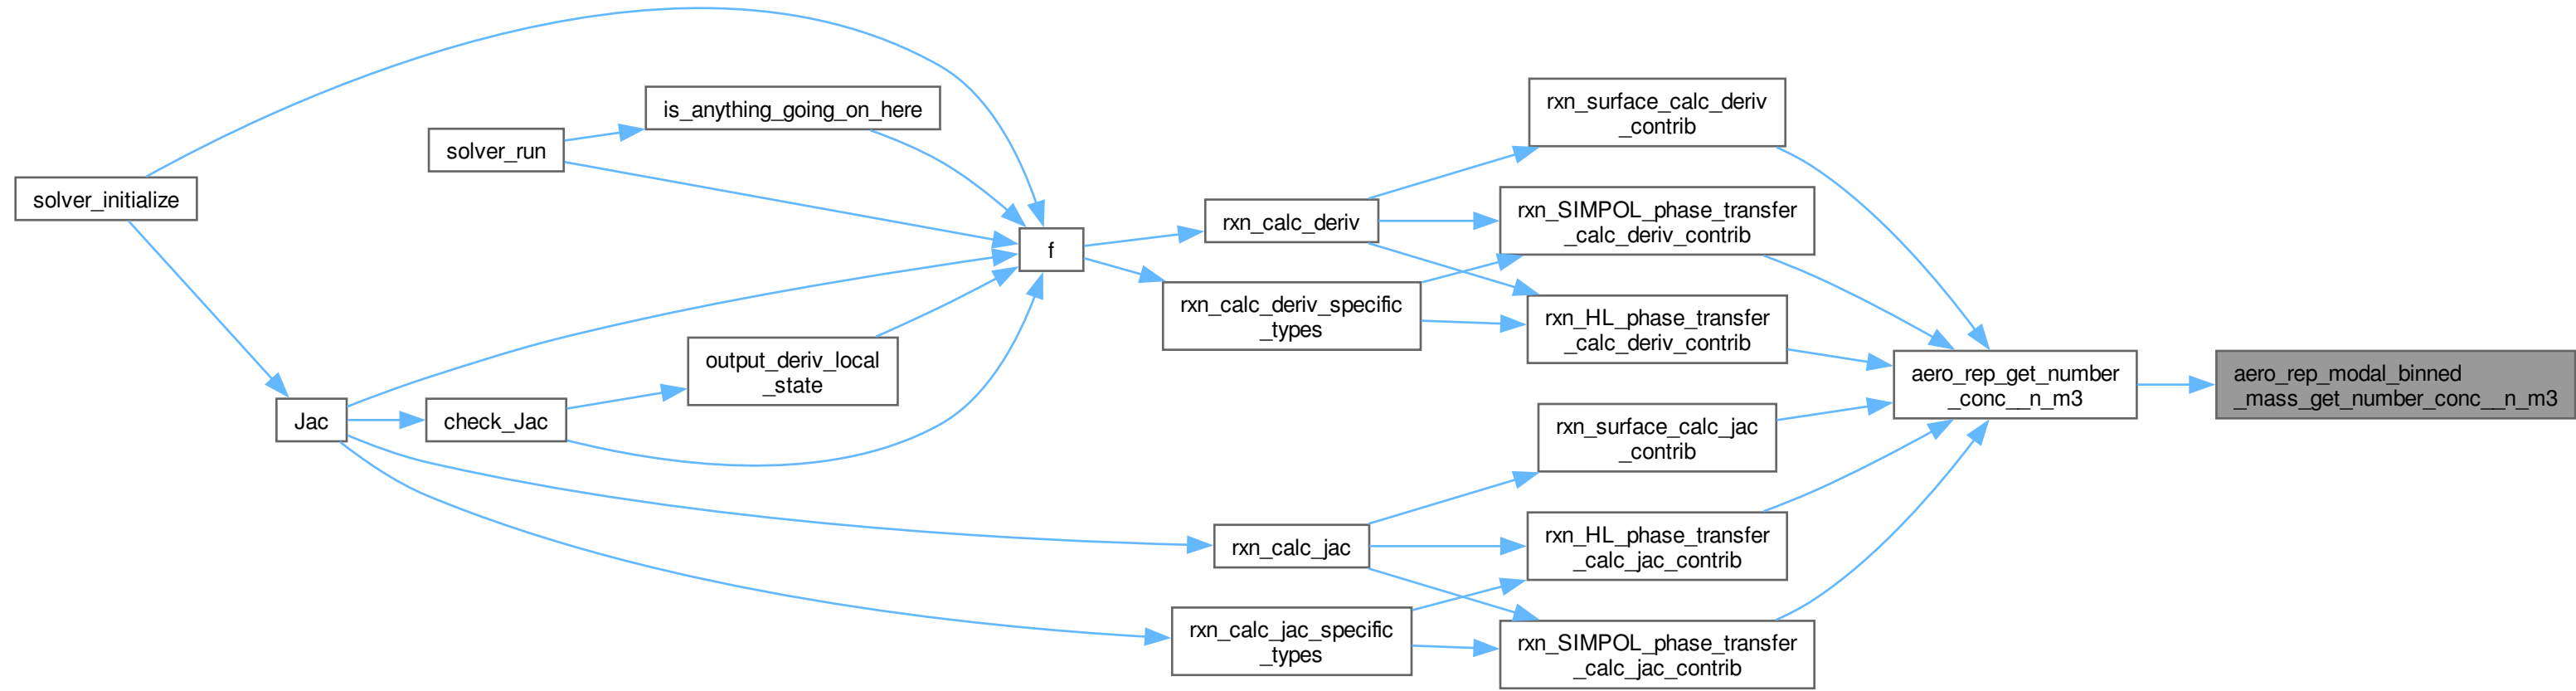 solver_initialize
solver_run
is_anything_going_on_here
Jac
check_Jac
output_deriv_local
_state
f
rxn_calc_deriv
rxn_calc_deriv_specific
_types
rxn_calc_jac
rxn_calc_jac_specific
_types
rxn_surface_calc_deriv
_contrib
rxn_SIMPOL_phase_transfer
_calc_deriv_contrib
rxn_HL_phase_transfer
_calc_deriv_contrib
rxn_surface_calc_jac
_contrib
rxn_HL_phase_transfer
_calc_jac_contrib
rxn_SIMPOL_phase_transfer
_calc_jac_contrib
aero_rep_get_number
_conc__n_m3
aero_rep_modal_binned
_mass_get_number_conc__n_m3